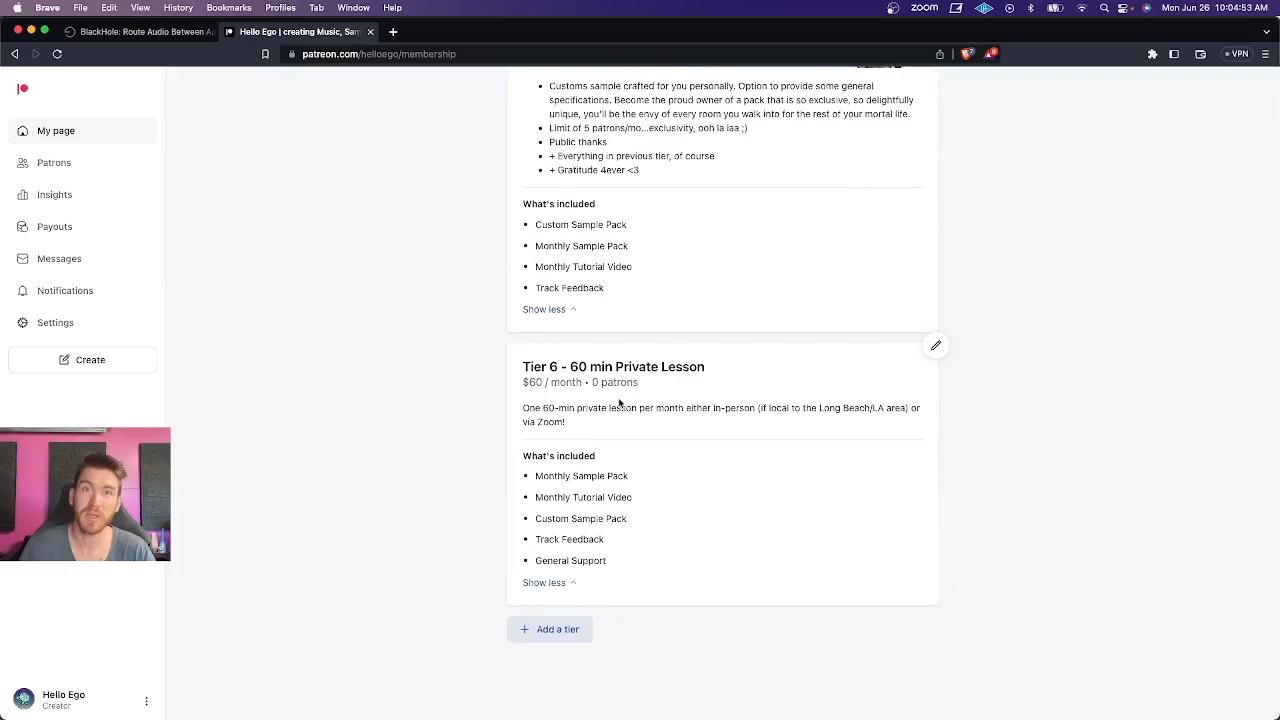 Brave File Edit View History Bookmarks Profiles Tab Window Help
ZOOM
Mon Jun 26 10:04:53 AM
BlackHole: Route Audio Between Ap
Hello Ego | creating Music, Sam
patreon.com/helloego/membership
VPN
My page
Patrons
Insights
Payouts
Messages
Notifications
Settings
Create
Hello Ego
Creator
Customs sample crafted for you personally. Option to provide some general
specifications. Become the proud owner of a pack that is so exclusive, so delightfully
unique, you'll be the envy of every room you walk into for the rest of your mortal life.
Limit of 5 patrons/mo...exclusivity, ooh la laa ;)
Public thanks
+ Everything in previous tier, of course
+ Gratitude 4ever <3
What's included
Custom Sample Pack
Monthly Sample Pack
Monthly Tutorial Video
Track Feedback
Show less
Tier 6 - 60 min Private Lesson
$60 / month • 0 patrons
One 60-min private lesson per month either in-person (if local to the Long Beach/LA area) or
via Zoom!
What's included
Monthly Sample Pack
Monthly Tutorial Video
Custom Sample Pack
Track Feedback
General Support
Show less
+ Add a tier